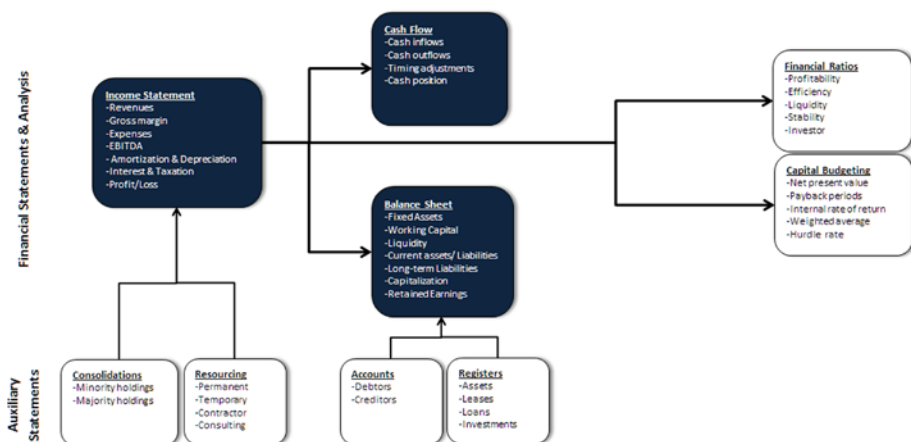 Financial Statements & Analysis
Cash Flow
-Cash inflows
-Cash outflows
-Timing adjustments
-Cash position
Income Statement
-Revenues
-Gross margin
-Expenses
-EBITDA
-Amortization & Depreciation
-Interest & Taxation
-Profit/Loss
Balance Sheet
-Fixed Assets
-Working Capital
-Liquidity
-Current assets/ Liabilities
-Long-term Liabilities
-Capitalization
-Retained Earnings
Financial Ratios
-Profitability
-Efficiency
-Liquidity
-Stability
-Investor
Capital Budgeting
-Net present value
-Payback periods
-Internal rate of return
-Weighted average
-Hurdle rate
Auxiliary
Statements
Consolidations
-Minority holdings
-Majority holdings
Resourcing
-Permanent
-Temporary
-Contractor
-Consulting
Accounts
-Debtors
-Creditors
Registers
-Assets
-Leases
-Loans
-Investments